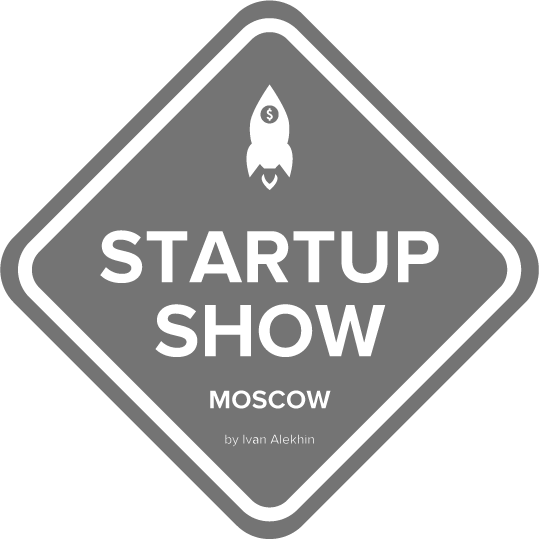 $
STARTUP
SHOW
MOSCOW
by Ivan Alekhin